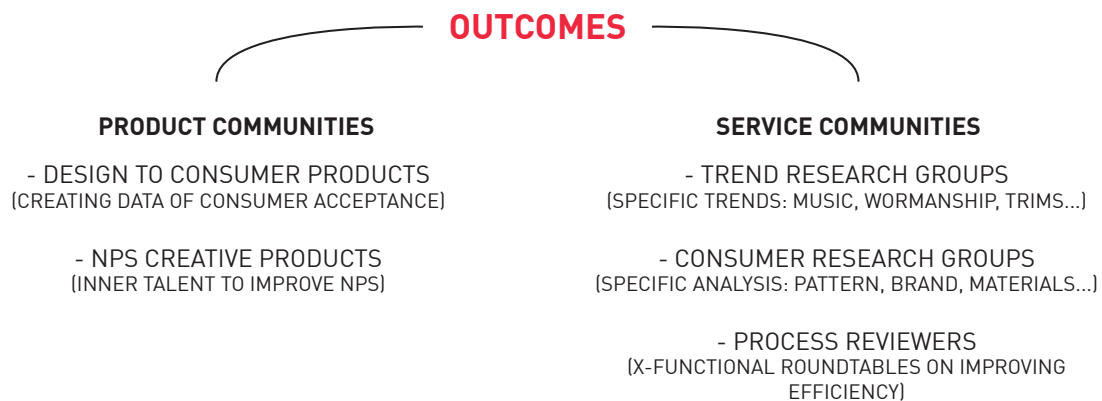 OUTCOMES
PRODUCT COMMUNITIES
- DESIGN TO CONSUMER PRODUCTS
(CREATING DATA OF CONSUMER ACCEPTANCE)
- NPS CREATIVE PRODUCTS
(INNER TALENT TO IMPROVE NPS)
SERVICE COMMUNITIES
- TREND RESEARCH GROUPS
(SPECIFIC TRENDS: MUSIC, WORMANSHIP, TRIMS...)
- CONSUMER RESEARCH GROUPS
(SPECIFIC ANALYSIS: PATTERN, BRAND, MATERIALS...)
- PROCESS REVIEWERS
(X-FUNCTIONAL ROUNDTABLES ON IMPROVING
EFFICIENCY)